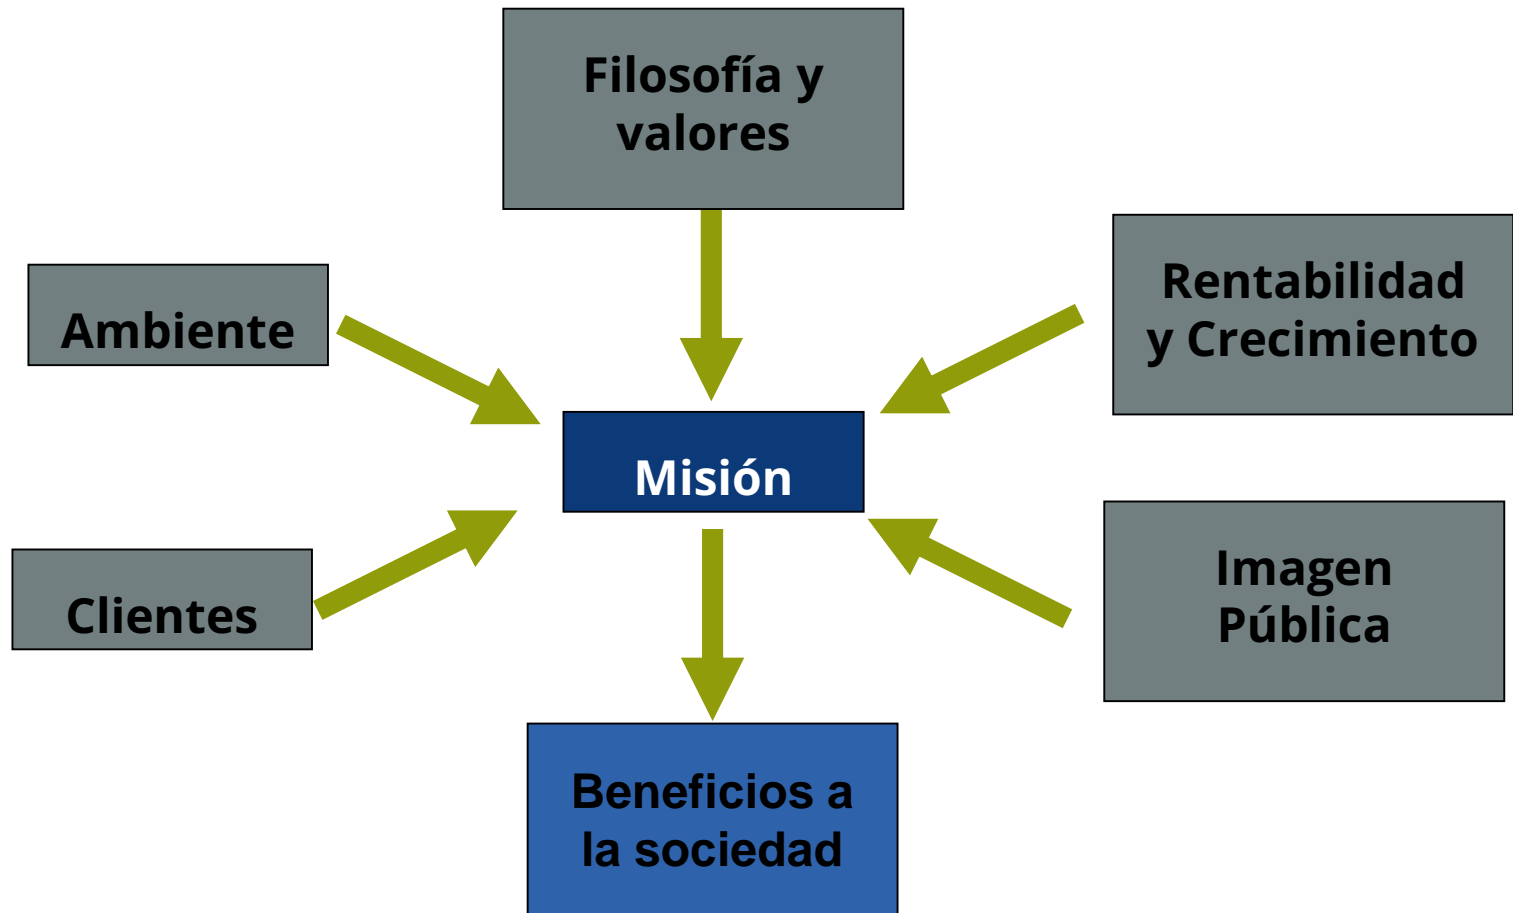 Filosofía y
valores
Ambiente
Rentabilidad
y Crecimiento
Misión
Clientes
Imagen
Pública
Beneficios a
la sociedad